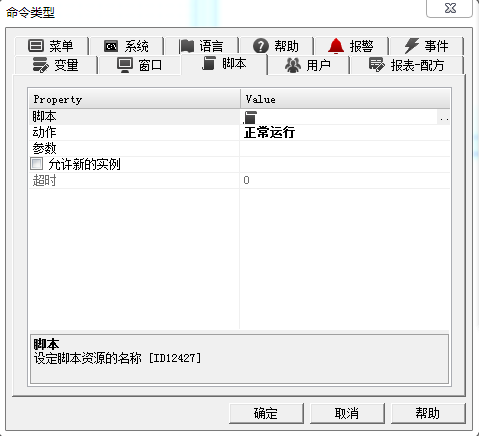 命令类型
菜单 系统 语言 帮助 报警 事件
变量 窗口 脚本 用户 报表-配方
Property Value
脚本 ..
动作 正常运行
参数
允许新的实例
超时 0
脚本
设定脚本资源的名称 [ID12427]
确定 取消 帮助